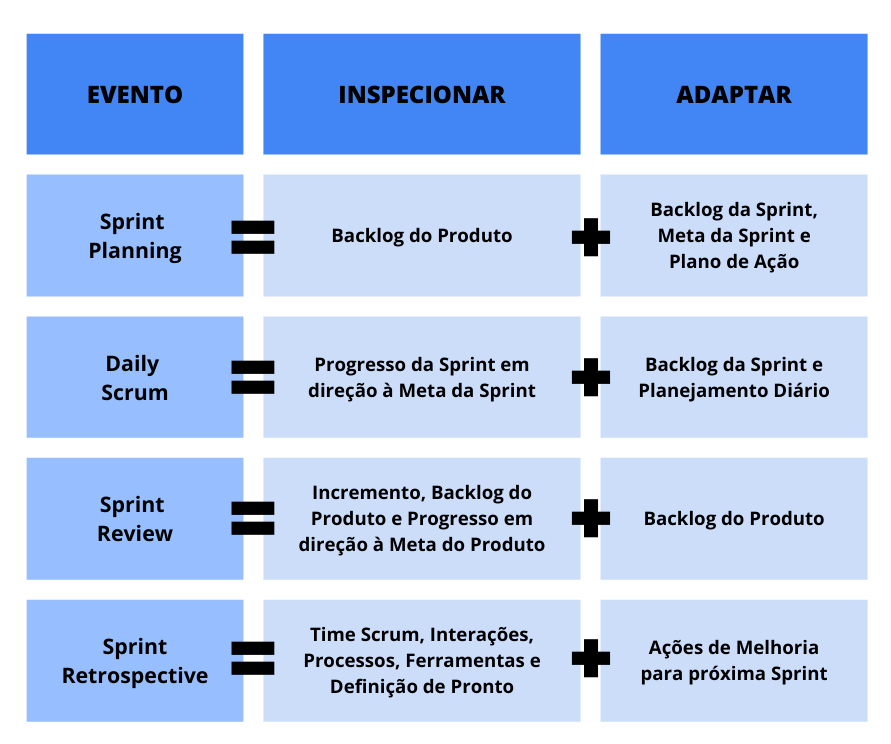 EVENTO
INSPECIONAR
ADAPTAR
Sprint
Planning
=
Backlog do Produto
+
Backlog da Sprint,
Meta da Sprint e
Plano de Ação
Daily
Scrum
=
Progresso da Sprint em
direção à Meta da Sprint
+
Backlog da Sprint e
Planejamento Diário
Sprint
Review
=
Incremento, Backlog do
Produto e Progresso em
direção à Meta do Produto
+
Backlog do Produto
Sprint
Retrospective
=
Time Scrum, Interações,
Processos, Ferramentas e
Definição de Pronto
+
Ações de Melhoria
para próxima Sprint